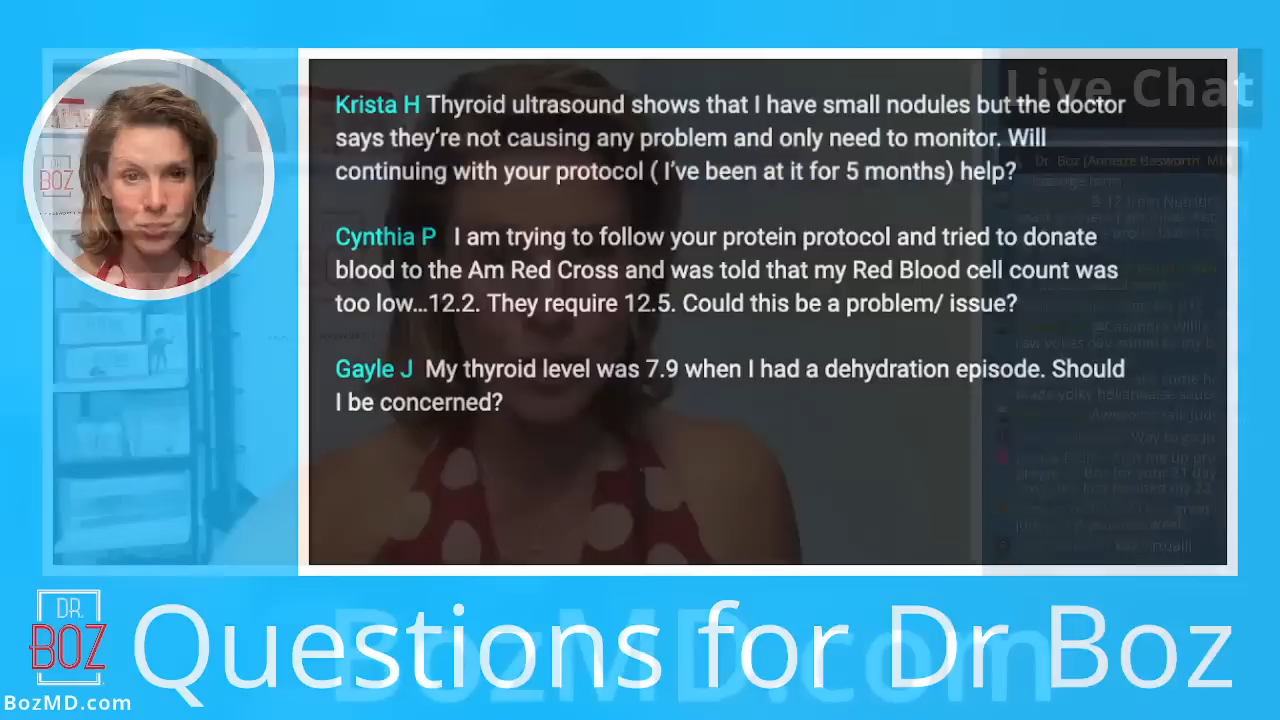 Live Chat
Krista H Thyroid ultrasound shows that I have small nodules but the doctor
says they're not causing any problem and only need to monitor. Will
continuing with your protocol ( I've been at it for 5 months) help?
Cynthia P I am trying to follow your protein protocol and tried to donate
blood to the Am Red Cross and was told that my Red Blood cell count was
too low...12.2. They require 12.5. Could this be a problem/ issue?
Gayle J My thyroid level was 7.9 when I had a dehydration episode. Should
I be concerned?
DR.
BOZ
Questions for Dr Boz
BozMD.com
BozMD.com